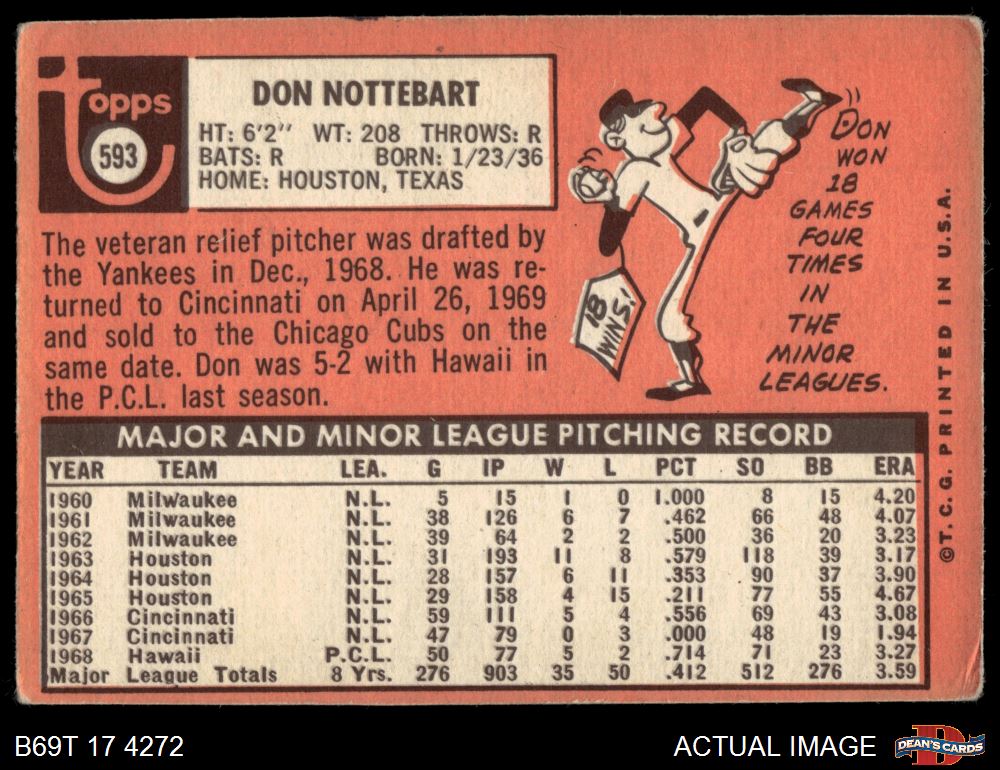 topps
593
DON NOTTEBART
HT: 6'2" WT: 208 THROWS: R
BATS: R BORN: 1/23/36
HOME: HOUSTON, TEXAS
The veteran relief pitcher was drafted by
the Yankees in Dec., 1968. He was re-
turned to Cincinnati on April 26, 1969
and sold to the Chicago Cubs on the
same date. Don was 5-2 with Hawaii in
the P.C.L. last season.
18
WINS!
DON
WON
18
GAMES
FOUR
TIMES
IN
THE
MINOR
LEAGUES.
©T. C. G. PRINTED IN U.S.A.
MAJOR AND MINOR LEAGUE PITCHING RECORD
YEAR TEAM LEA. G IP W L PCT SO BB ERA
1960 Milwaukee N.L. 5 15 1 0 1.000 8 15 4.20
1961 Milwaukee N.L. 38 126 6 7 .462 66 48 4.07
1962 Milwaukee N.L. 39 64 2 2 .500 36 20 3.23
1963 Houston N.L. 31 193 11 8 .579 118 39 3.17
1964 Houston N.L. 28 157 6 11 .353 90 37 3.90
1965 Houston N.L. 29 158 4 15 .211 77 55 4.67
1966 Cincinnati N.L. 59 111 5 4 .556 69 43 3.08
1967 Cincinnati N.L. 47 79 0 3 .000 48 19 1.94
1968 Hawaii P.C.L. 50 77 5 2 .714 71 23 3.27
Major League Totals 8 Yrs. 276 903 35 50 .412 512 276 3.59
B69T 17 4272
ACTUAL IMAGE
DEAN'S CARDS